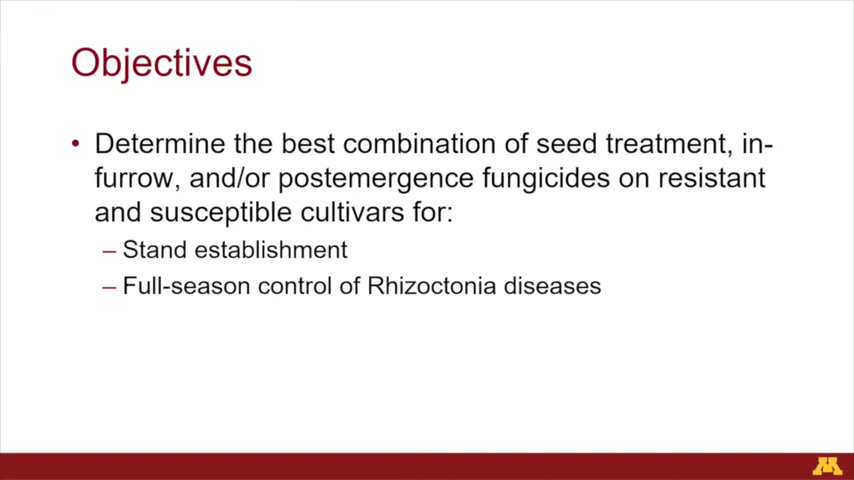 Objectives
• Determine the best combination of seed treatment, in-
furrow, and/or postemergence fungicides on resistant
and susceptible cultivars for:
– Stand establishment
– Full-season control of Rhizoctonia diseases
M